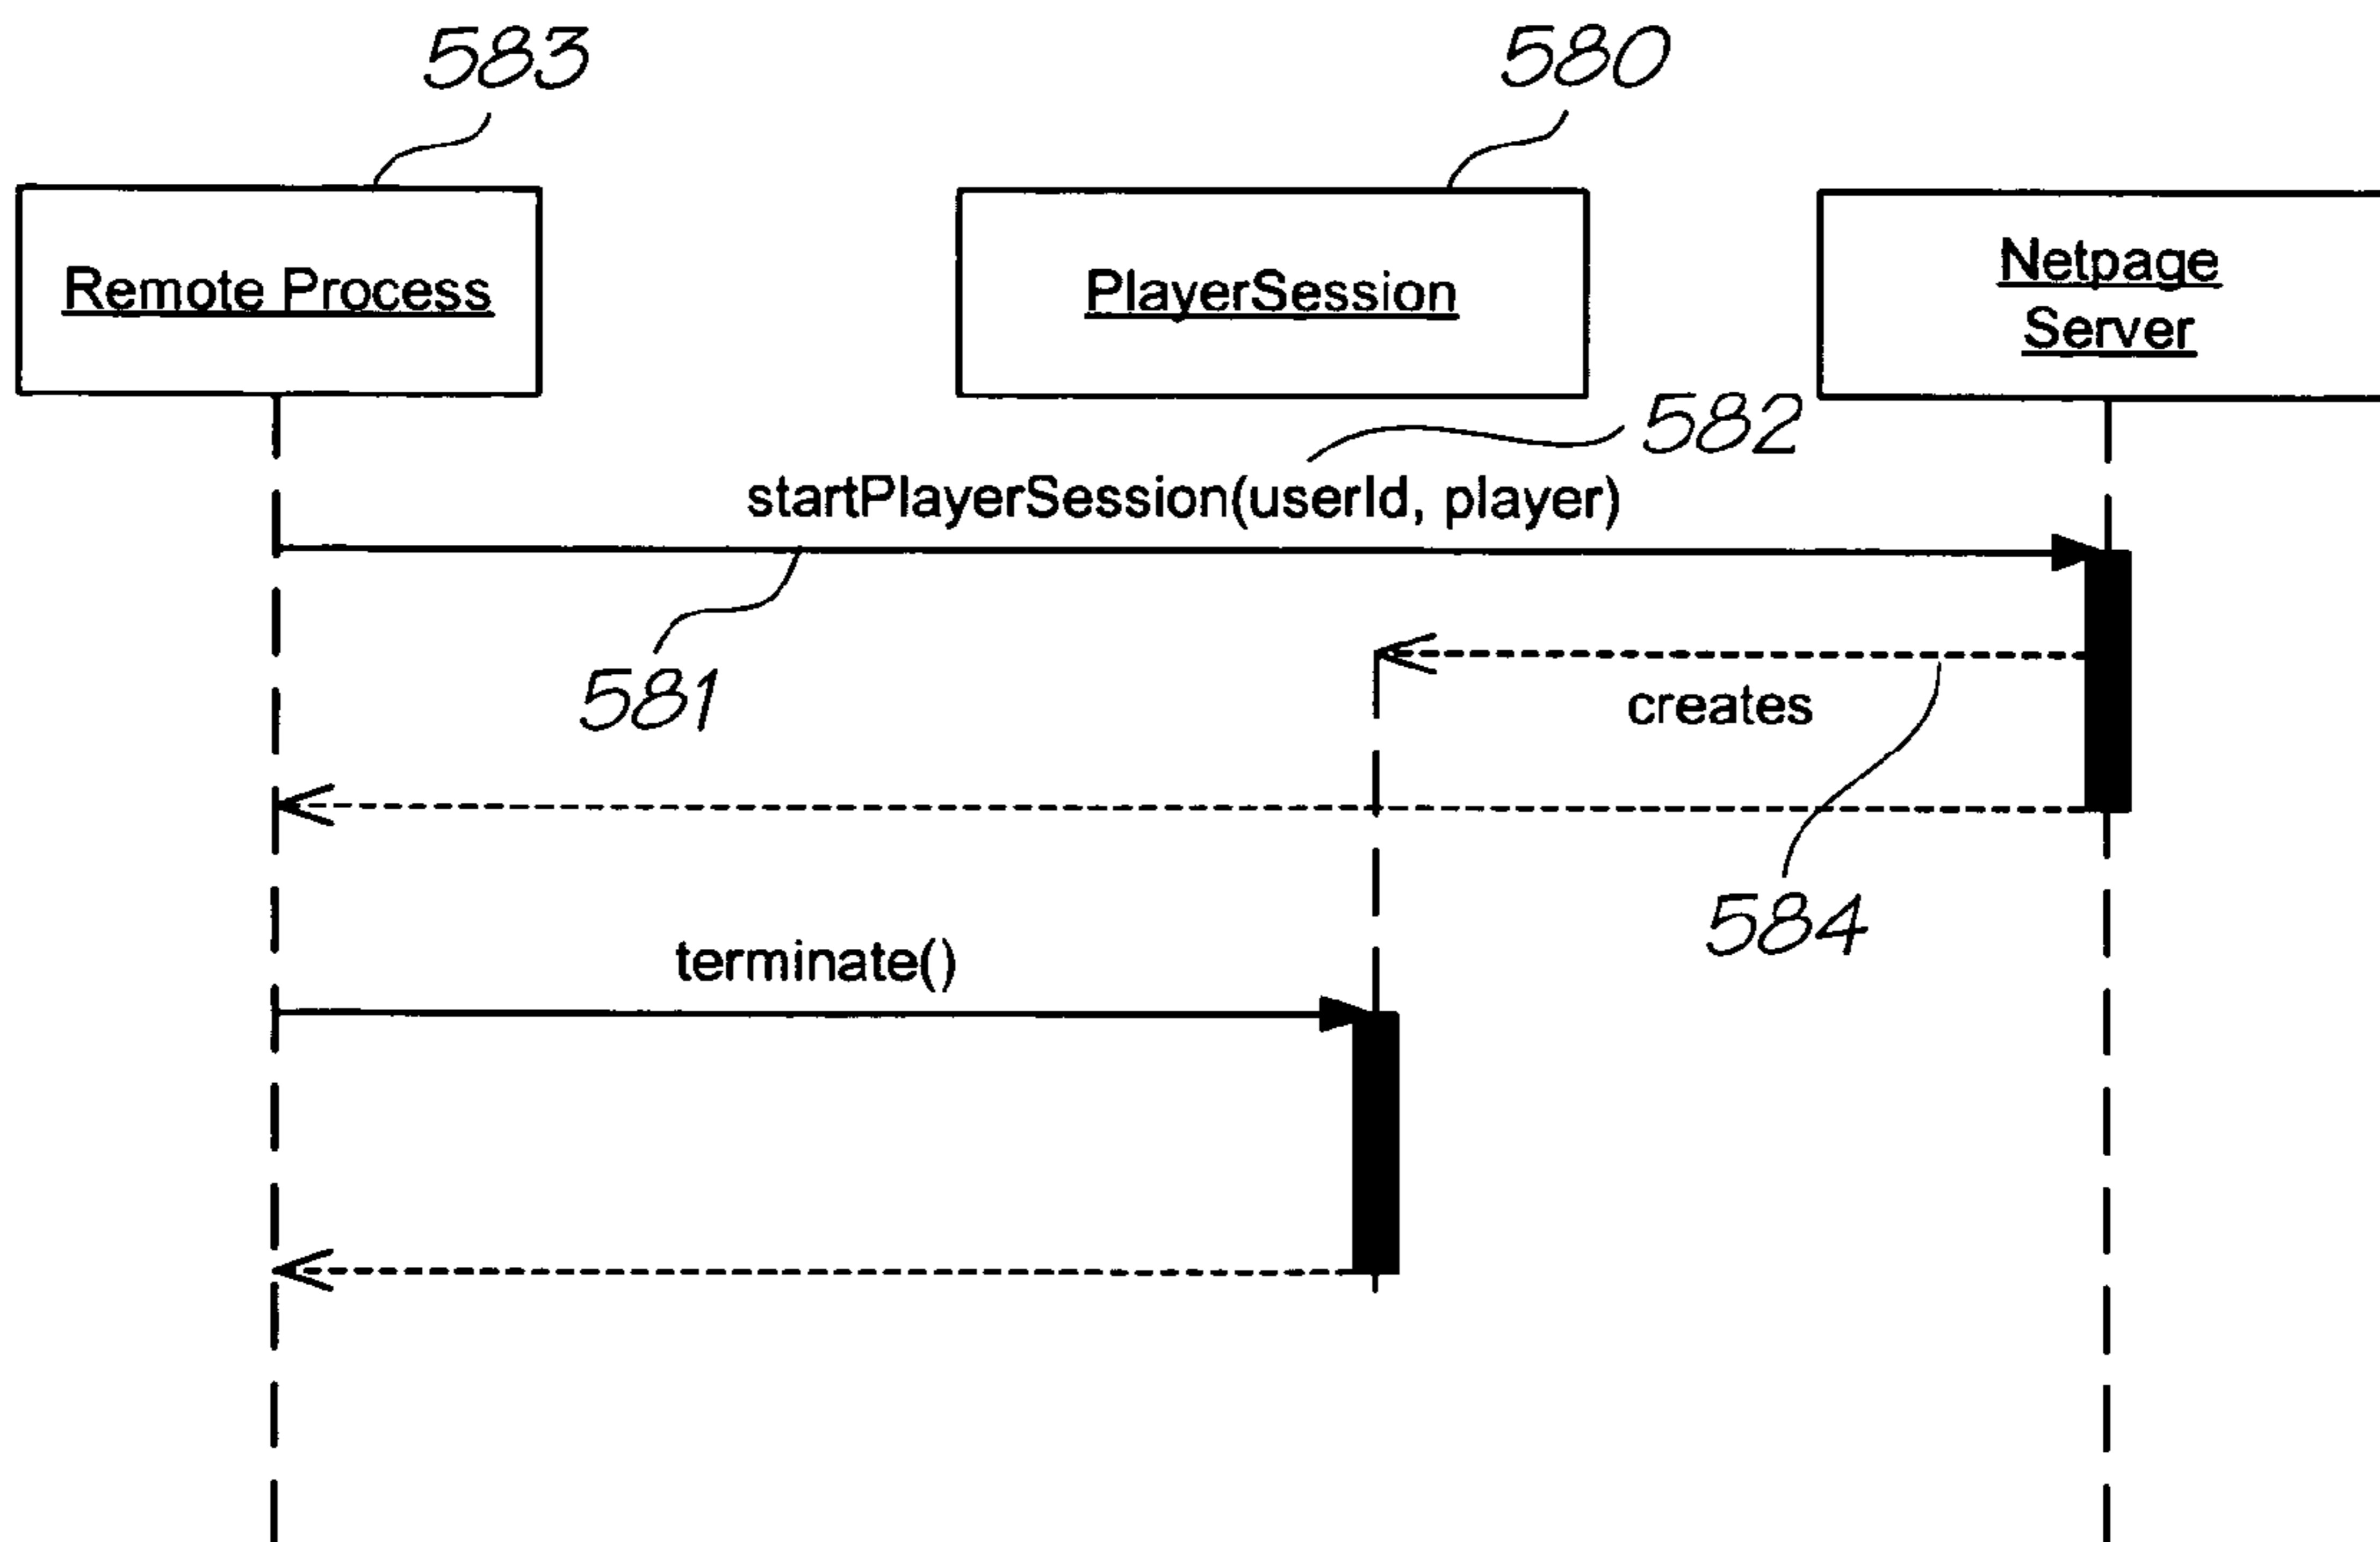 583
580
Remote Process
PlayerSession
Netpage
Server
582
startPlayerSession(userId, player)
581
creates
584
terminate()